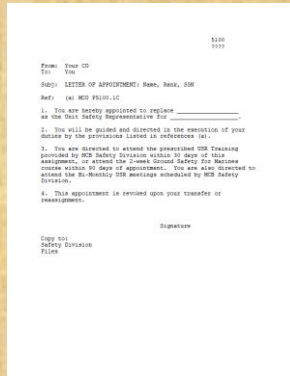 5100
????
From: Your CO
To: You
Subj: LETTER OF APPOINTMENT: Name, Rank, SSN
Ref: (a) MCO P5100.1C
1. You are hereby appointed to replace
as the Unit Safety Representative for .
2. You will be guided and directed in the execution of your
duties by the provisions listed in references (a).
3. You are directed to attend the prescribed USR Training
provided by MCB Safety Division within 30 days of this
assignment, or attend the 2-week Ground Safety for Marines
course within 90 days of appointment. You are also directed to
attend the Bi-Monthly USR meetings scheduled by MCB Safety
Division.
4. This appointment is revoked upon your transfer or
reassignment.
Signature
Copy to:
Safety Division
Files